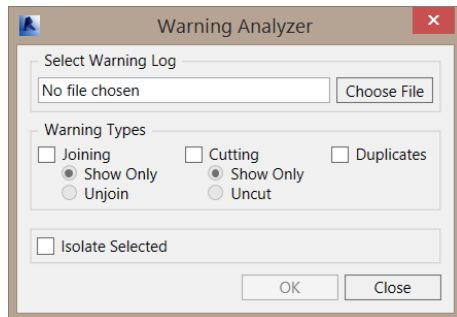 Warning Analyzer
Select Warning Log
No file chosen Choose File
Warning Types
Joining Cutting Duplicates
Show Only Show Only
Unjoin Uncut
Isolate Selected
OK Close